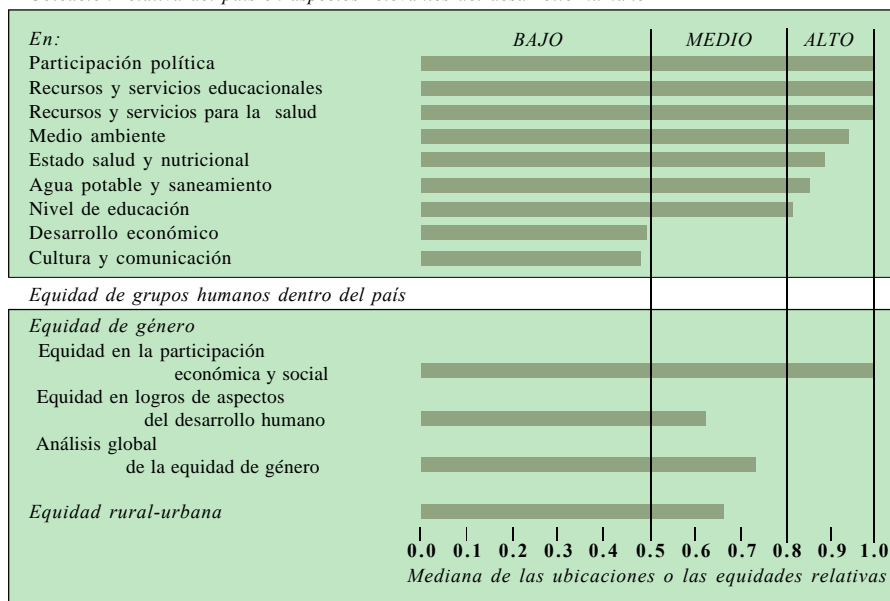 En: BAJO MEDIO ALTO
Participación política
Recursos y servicios educacionales
Recursos y servicios para la salud
Medio ambiente
Estado salud y nutricional
Agua potable y saneamiento
Nivel de educación
Desarrollo económico
Cultura y comunicación
Equidad de grupos humanos dentro del país
Equidad de género
Equidad en la participación
económica y social
Equidad en logros de aspectos
del desarrollo humano
Análisis global
de la equidad de género
Equidad rural-urbana
0.0 0.1 0.2 0.3 0.4 0.5 0.6 0.7 0.8 0.9 1.0
Mediana de las ubicaciones o las equidades relativas